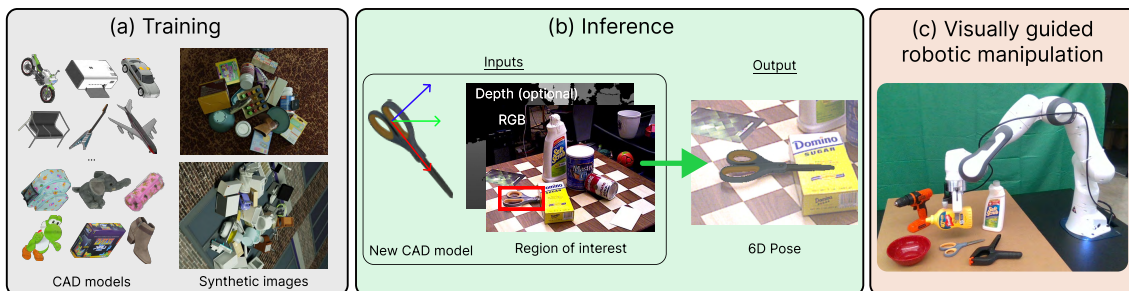 (a) Training
...
CAD models
Synthetic images
(b) Inference
Inputs
Depth (optional)
RGB
New CAD model
Region of interest
Output
Domino
SUGAR
6D Pose
(c) Visually guided
robotic manipulation